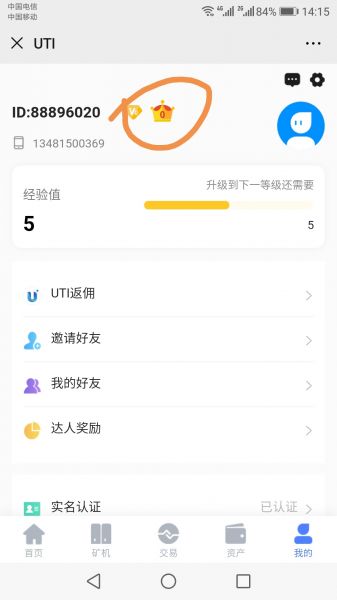 中国电信
中国移动
4G 2G 84% 14:15
UTI
ID:88896020
0
13481500369
经验值
升级到下一等级还需要
5
5
UTI返佣
邀请好友
我的好友
达人奖励
实名认证
已认证
首页
矿机
交易
资产
我的